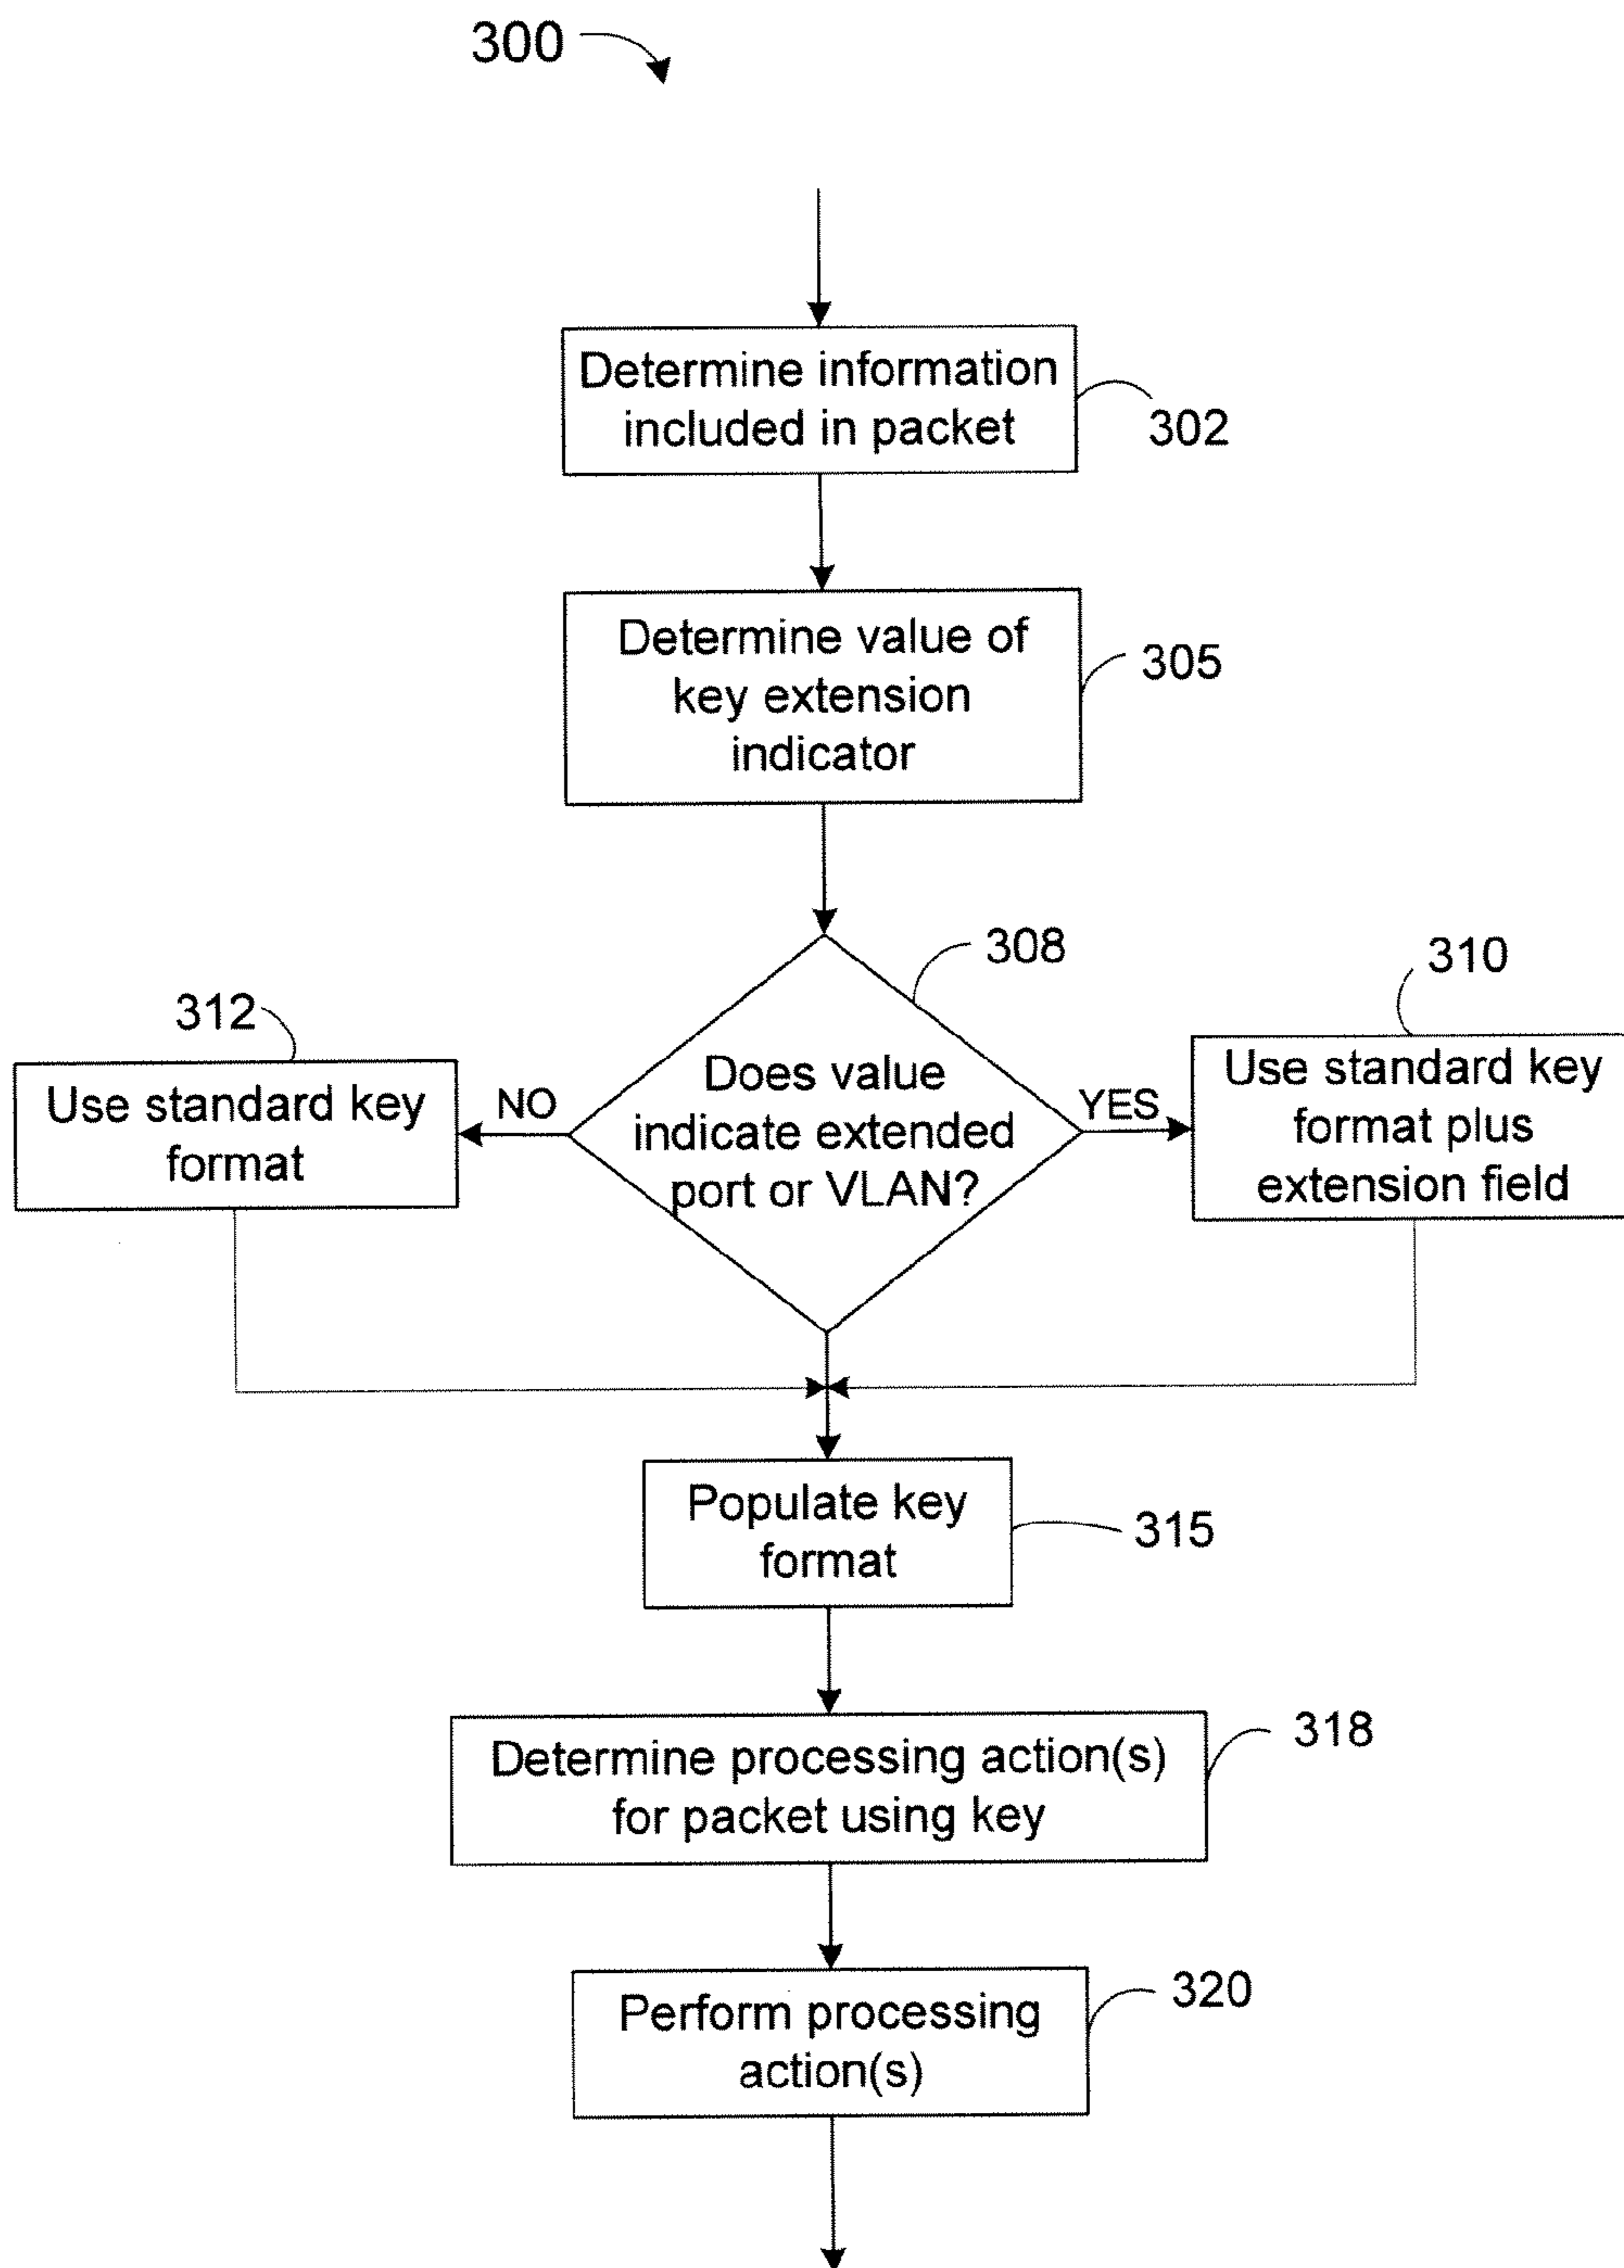 300
Determine information
included in packet
302
Determine value of
key extension
indicator
305
308
310
312
Does value
indicate extended
port or VLAN?
NO
YES
Use standard key
format
Use standard key
format plus
extension field
Populate key
format
315
Determine processing action(s)
for packet using key
318
Perform processing
action(s)
320